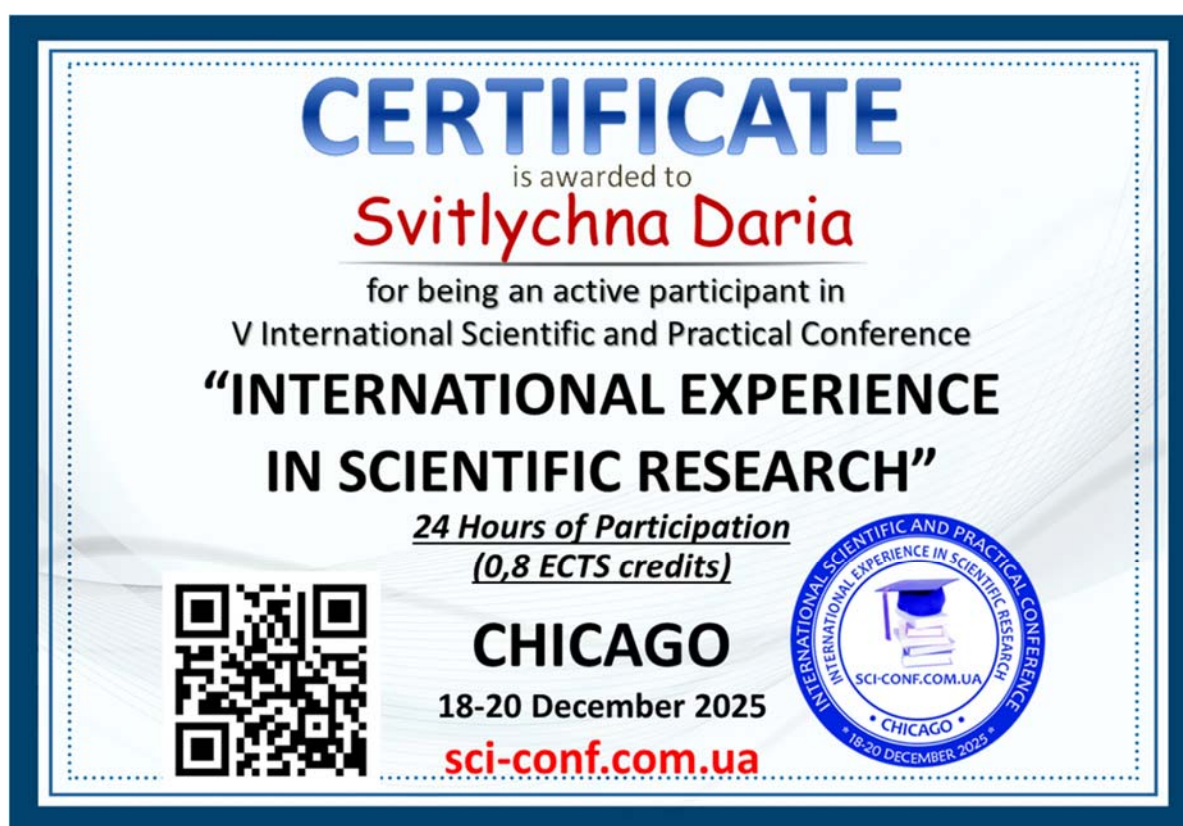 CERTIFICATE
is awarded to
Svitlychna Daria
for being an active participant in
V International Scientific and Practical Conference
“INTERNATIONAL EXPERIENCE
IN SCIENTIFIC RESEARCH”
24 Hours of Participation
(0,8 ECTS credits)
CHICAGO
18-20 December 2025
sci-conf.com.ua
INTERNATIONAL SCIENTIFIC AND PRACTICAL CONFERENCE
INTERNATIONAL EXPERIENCE IN SCIENTIFIC RESEARCH
SCI-CONF.COM.UA
• CHICAGO •
* 18-20 DECEMBER 2025 *